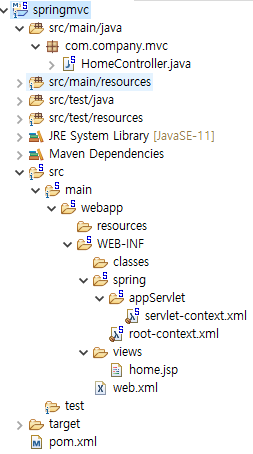 springmvc
src/main/java
com.company.mvc
HomeController.java
src/main/resources
src/test/java
src/test/resources
JRE System Library [JavaSE-11]
Maven Dependencies
src
main
webapp
resources
WEB-INF
classes
spring
appServlet
servlet-context.xml
root-context.xml
views
home.jsp
web.xml
test
target
pom.xml